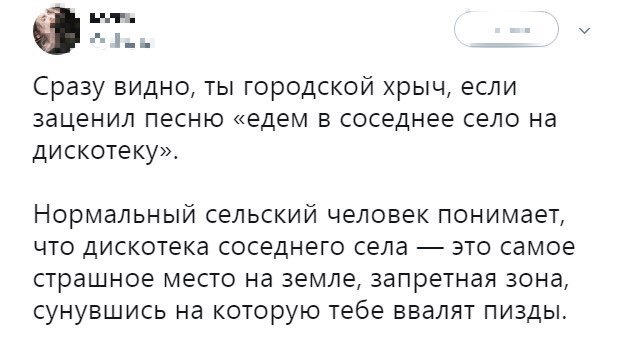 Сразу видно, ты городской хрыч, если
заценил песню «едем в соседнее село на
дискотеку».
Нормальный сельский человек понимает,
что дискотека соседнего села — это самое
страшное место на земле, запретная зона,
сунувшись на которую тебе ввалят пизды.